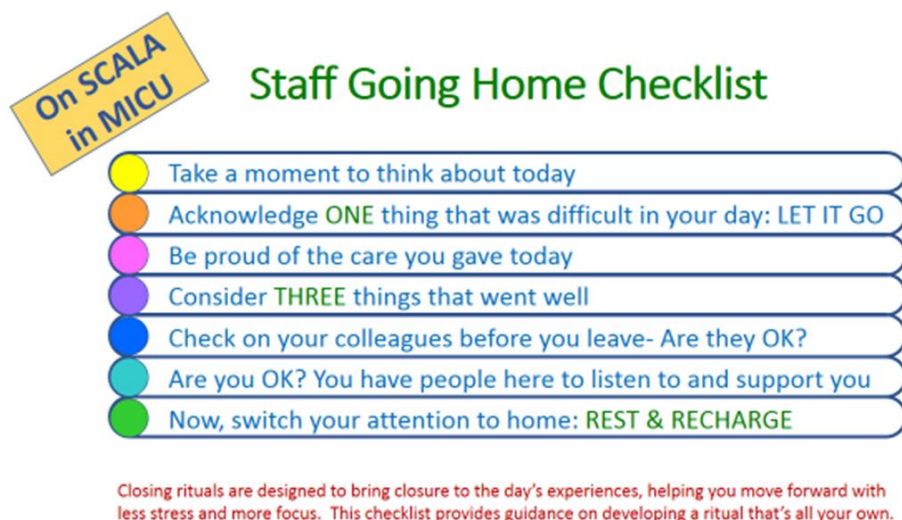 On SCALA
in MICU
Staff Going Home Checklist
Take a moment to think about today
Acknowledge ONE thing that was difficult in your day: LET IT GO
Be proud of the care you gave today
Consider THREE things that went well
Check on your colleagues before you leave- Are they OK?
Are you OK? You have people here to listen to and support you
Now, switch your attention to home: REST & RECHARGE
Closing rituals are designed to bring closure to the day's experiences, helping you move forward with
less stress and more focus.  This checklist provides guidance on developing a ritual that's all your own.